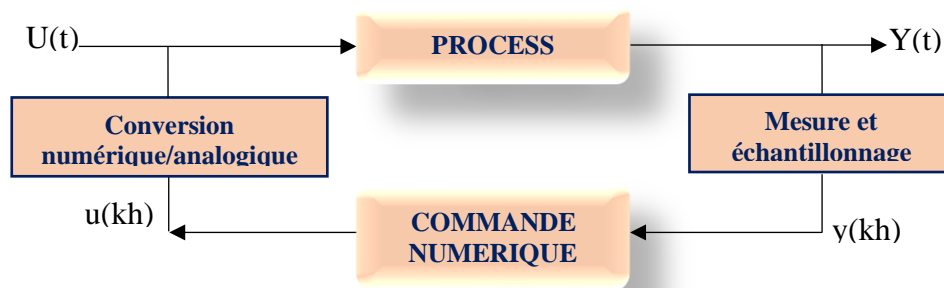 U(t)
PROCESS
Y(t)
Conversion
numérique/analogique
Mesure et
échantillonnage
u(kh)
COMMANDE
NUMERIQUE
y(kh)